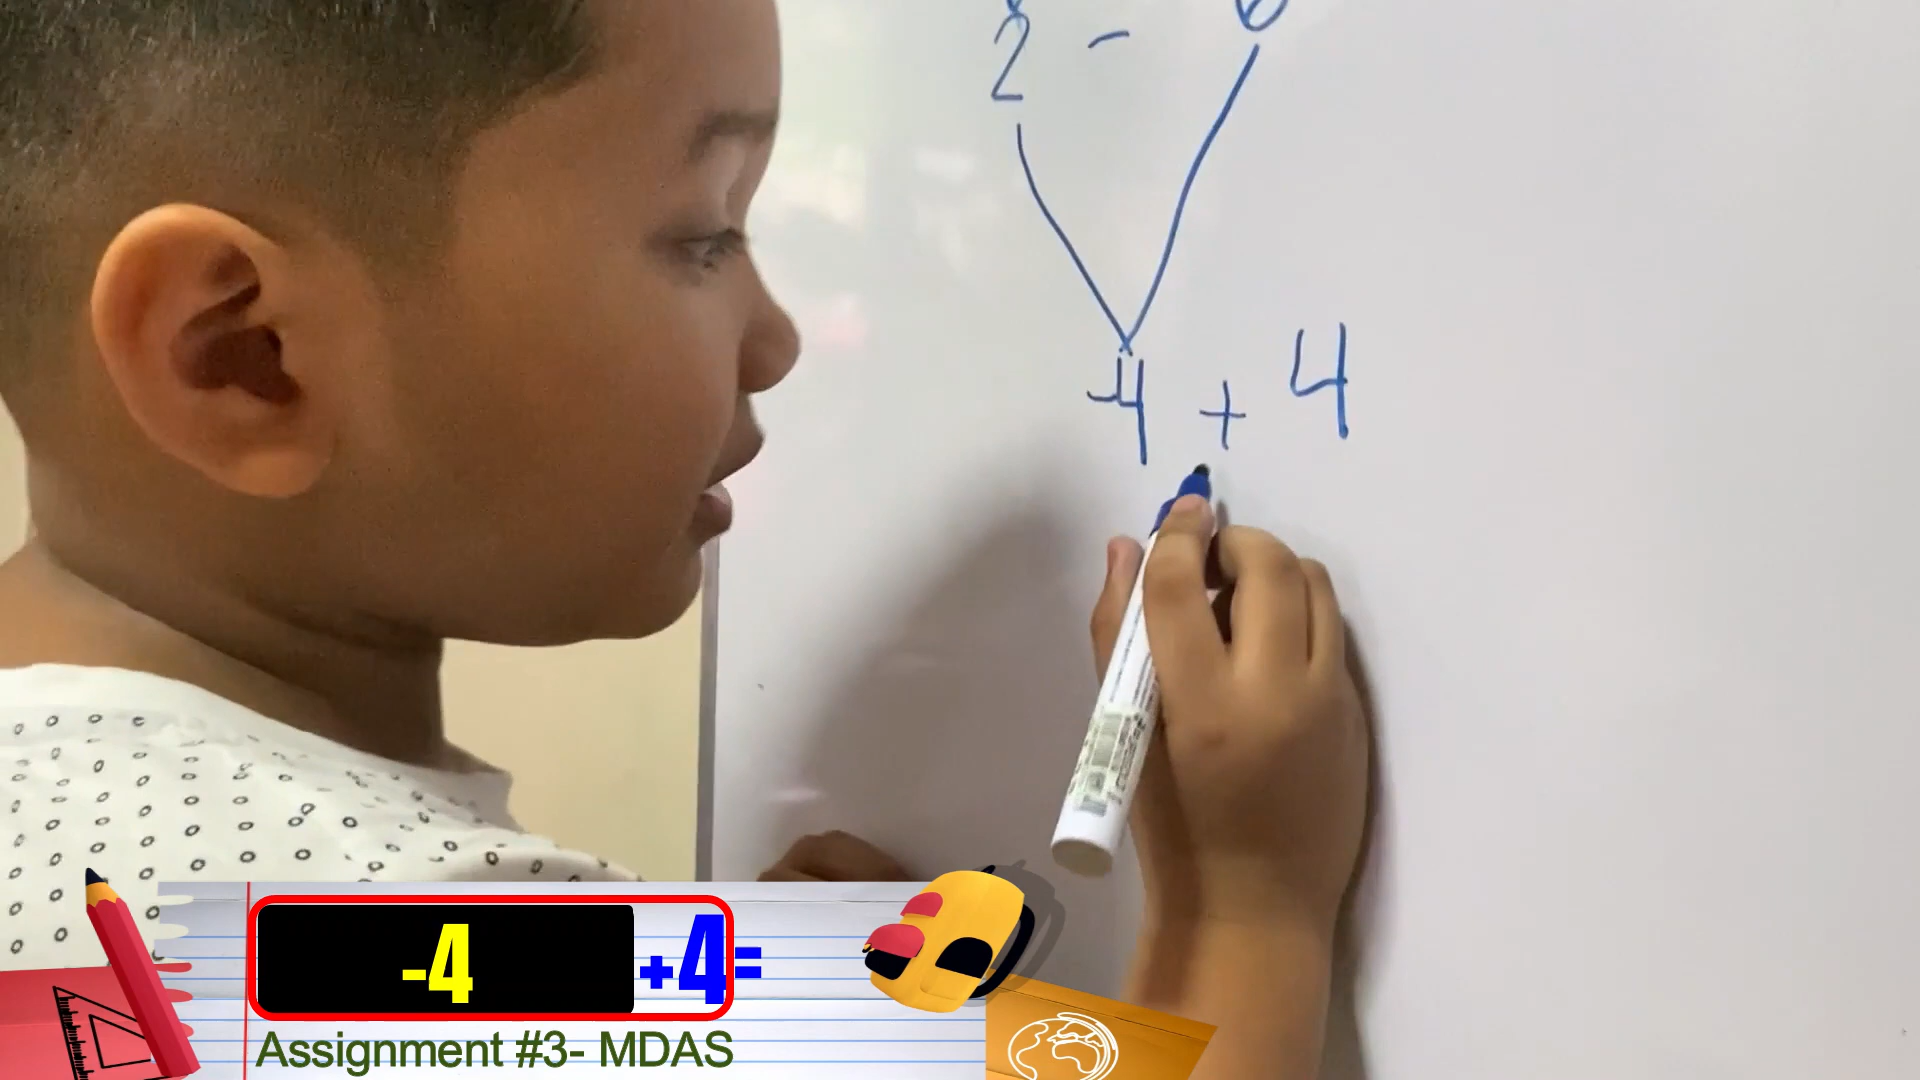 2 - 6
-4 + 4
-4 +4=
Assignment #3- MDAS